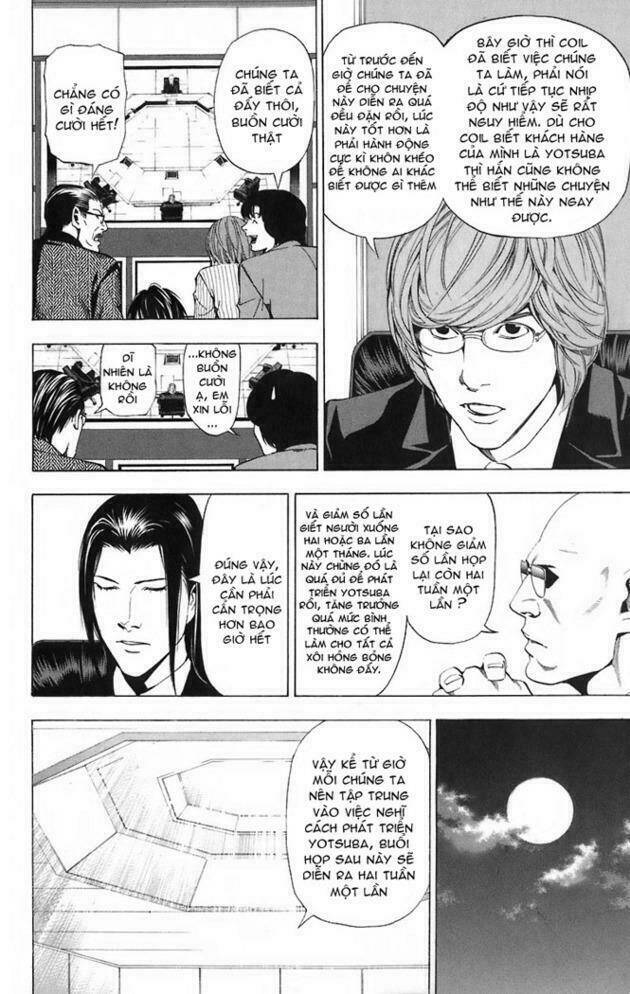 BÂY GIỜ THÌ COIL
ĐÃ BIẾT VIỆC CHÚNG
TA LÀM, PHẢI NÓI
LÀ CỨ TIẾP TỤC NHỊP
ĐỘ NHƯ VẬY SẼ RẤT
NGUY HIỂM. DÙ CHO
COIL BIẾT KHÁCH HÀNG
CỦA MÌNH LÀ YOTSUBA
THÌ HẮN CŨNG KHÔNG
THỂ BIẾT NHỮNG CHUYỆN
NHƯ THẾ NÀY NGAY
ĐƯỢC.
TỪ TRƯỚC ĐẾN
GIỜ CHÚNG TA ĐÃ
ĐỂ CHO CHUYỆN
NÀY DIỄN RA QUÁ
ĐỀU ĐẶN RỒI, LÚC
NÀY TỐT HƠN LÀ
PHẢI HÀNH ĐỘNG
CỰC KÌ KHÔN KHÉO
ĐỂ KHÔNG AI KHÁC
BIẾT ĐƯỢC GÌ THÊM
CHÚNG TA
ĐÃ BIẾT CẢ
ĐẤY THÔI,
BUỒN CƯỜI
THẬT
CHẲNG CÓ
GÌ ĐÁNG
CƯỜI HẾT!
...KHÔNG
BUỒN
CƯỜI
Ạ, EM
XIN LỖI
...
DĨ
NHIÊN LÀ
KHÔNG
RỒI
TẠI SAO
KHÔNG GIẢM
SỐ LẦN HỌP
LẠI CÒN HAI
TUẦN MỘT
LẦN ?
VÀ GIẢM SỐ LẦN
GIẾT NGƯỜI XUỐNG
HAI HOẶC BA LẦN
MỘT THÁNG. LÚC
NÀY CHỪNG ĐÓ LÀ
QUÁ ĐỦ ĐỂ PHÁT
TRIỂN YOTSUBA
RỒI, TĂNG TRƯỞNG
QUÁ MỨC BÌNH
THƯỜNG CÓ THỂ
LÀM CHO TẤT CẢ
XÔI HỎNG BỎNG
KHÔNG ĐẤY.
ĐÚNG VẬY,
ĐÂY LÀ LÚC
CẦN PHẢI
CẨN TRỌNG
HƠN BAO
GIỜ HẾT
VẬY KỂ TỪ GIỜ
MỖI CHÚNG TA
NÊN TẬP TRUNG
VÀO VIỆC NGHĨ
CÁCH PHÁT TRIỂN
YOTSUBA, BUỔI
HỌP SAU NÀY SẼ
DIỄN RA HAI TUẦN
MỘT LẦN